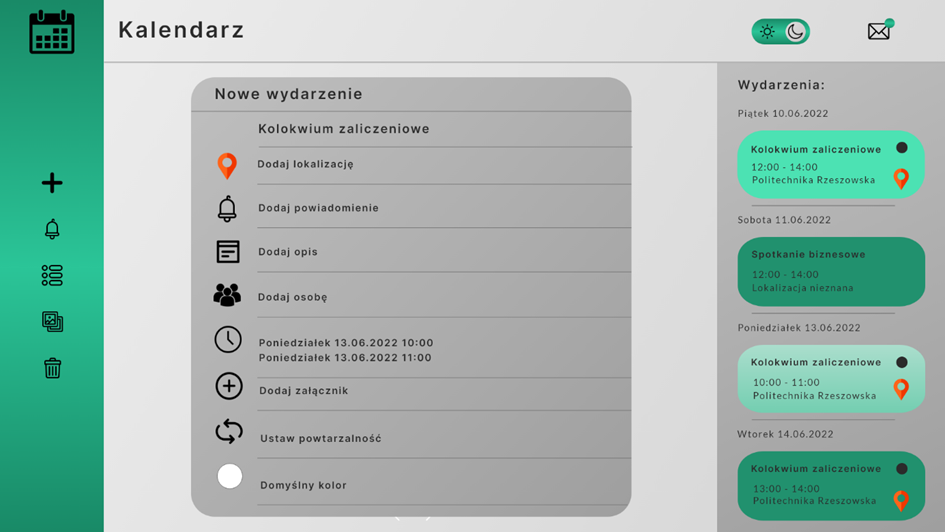 Kalendarz
Nowe wydarzenie
Kolokwium zaliczeniowe
Dodaj lokalizację
Dodaj powiadomienie
Dodaj opis
Dodaj osobę
Poniedziałek 13.06.2022 10:00
Poniedziałek 13.06.2022 11:00
Dodaj załącznik
Ustaw powtarzalność
Domyślny kolor
Wydarzenia:
Piątek 10.06.2022
Kolokwium zaliczeniowe
12:00 - 14:00
Politechnika Rzeszowska
Sobota 11.06.2022
Spotkanie biznesowe
12:00 - 14:00
Lokalizacja nieznana
Poniedziałek 13.06.2022
Kolokwium zaliczeniowe
10:00 - 11:00
Politechnika Rzeszowska
Wtorek 14.06.2022
Kolokwium zaliczeniowe
13:00 - 14:00
Politechnika Rzeszowska